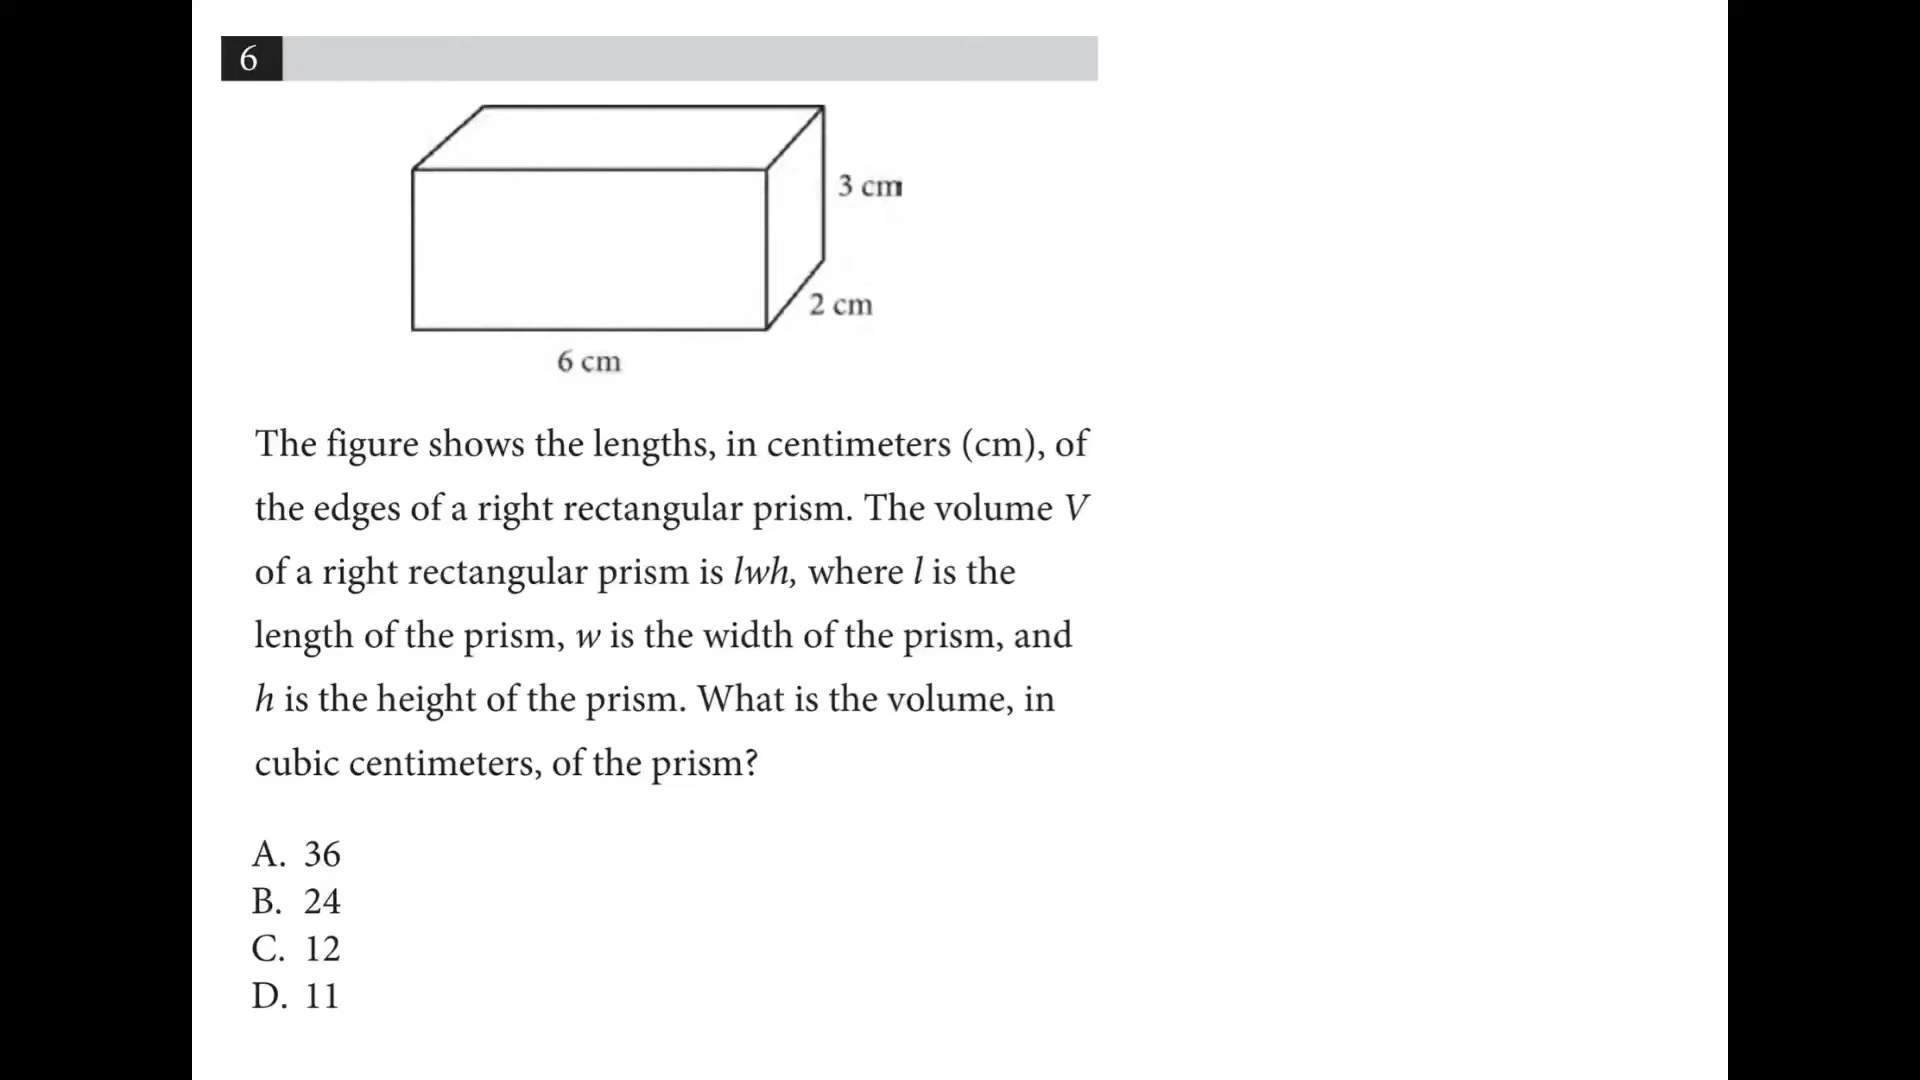 6
3 cm
2 cm
6 cm
The figure shows the lengths, in centimeters (cm), of
the edges of a right rectangular prism. The volume V
of a right rectangular prism is lwh, where l is the
length of the prism, w is the width of the prism, and
h is the height of the prism. What is the volume, in
cubic centimeters, of the prism?
A. 36
B. 24
C. 12
D. 11